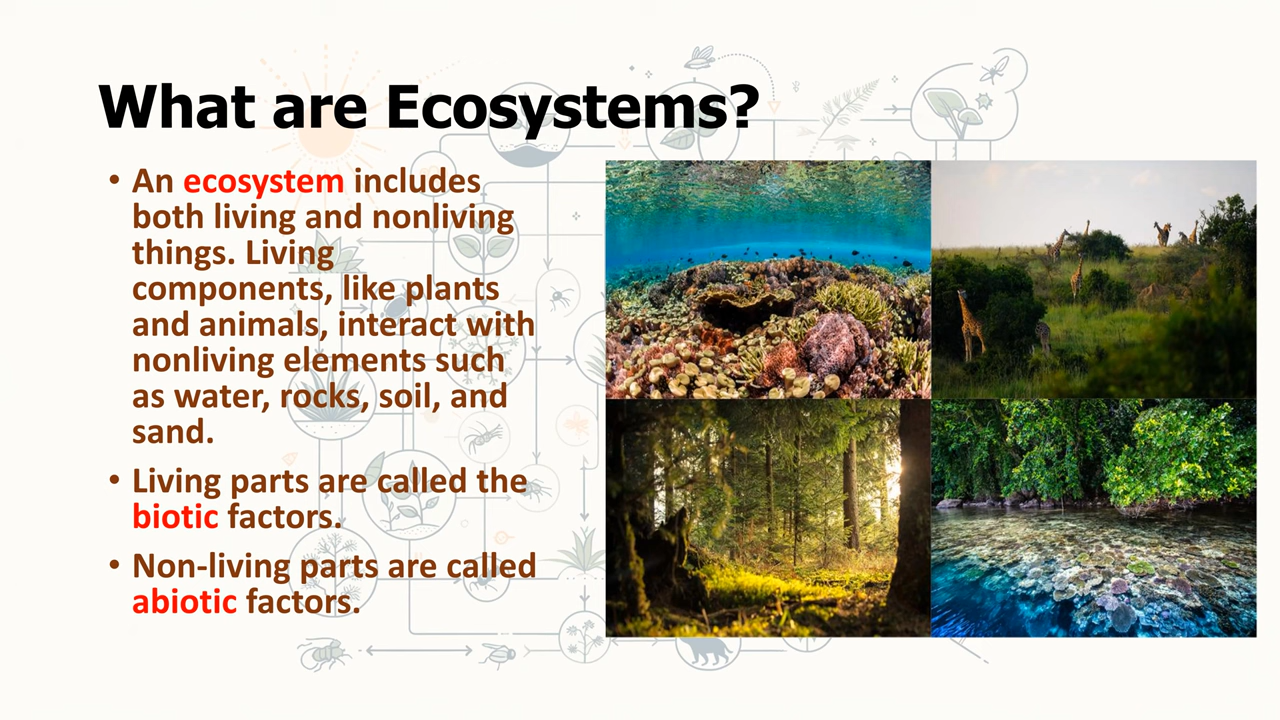 What are Ecosystems?
• An ecosystem includes
both living and nonliving
things. Living
components, like plants
and animals, interact with
nonliving elements such
as water, rocks, soil, and
sand.
• Living parts are called the
biotic factors.
• Non-living parts are called
abiotic factors.